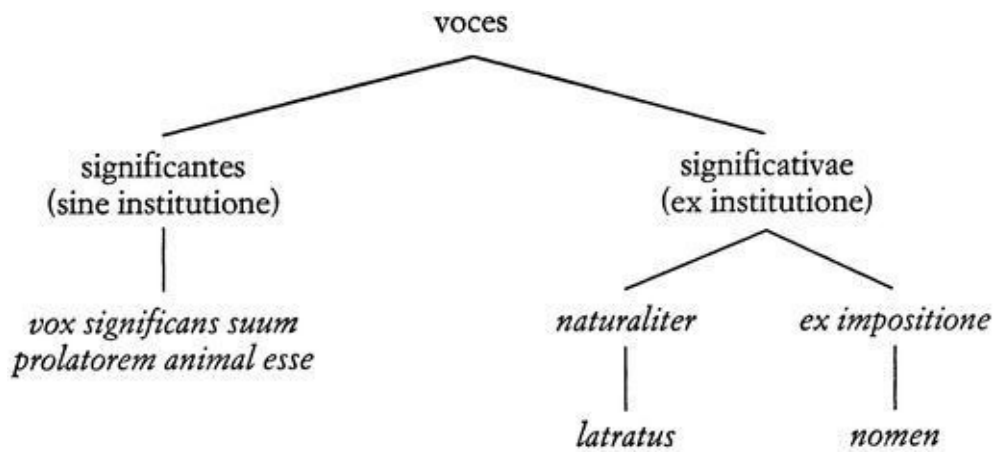 voces
significantes
(sine institutione)
significativae
(ex institutione)
vox significans suum
prolatorem animal esse
naturaliter
ex impositione
latratus
nomen